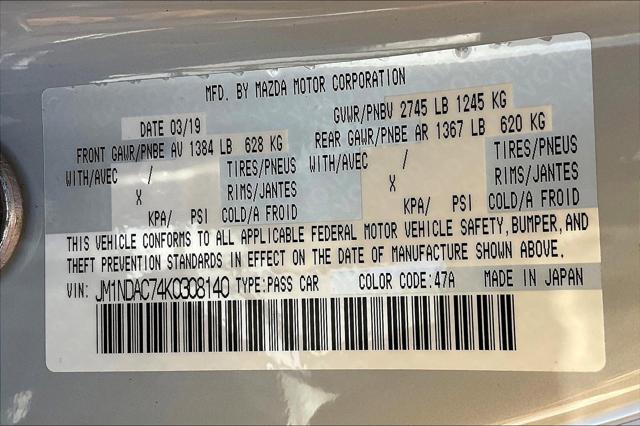 MFD. BY MAZDA MOTOR CORPORATION
DATE 03/19 GVWR/PNBV 2745 LB 1245 KG
FRONT GAWR/PNBE AV 1384 LB 628 KG REAR GAWR/PNBE AR 1367 LB 620 KG
WITH/AVEC / TIRES/PNEUS WITH/AVEC / TIRES/PNEUS
X RIMS/JANTES X RIMS/JANTES
KPA/ PSI COLD/A FROID KPA/ PSI COLD/A FROID
THIS VEHICLE CONFORMS TO ALL APPLICABLE FEDERAL MOTOR VEHICLE SAFETY, BUMPER, AND
THEFT PREVENTION STANDARDS IN EFFECT ON THE DATE OF MANUFACTURE SHOWN ABOVE.
VIN: JM1NDAC74K0308140 TYPE:PASS CAR COLOR CODE:47A MADE IN JAPAN